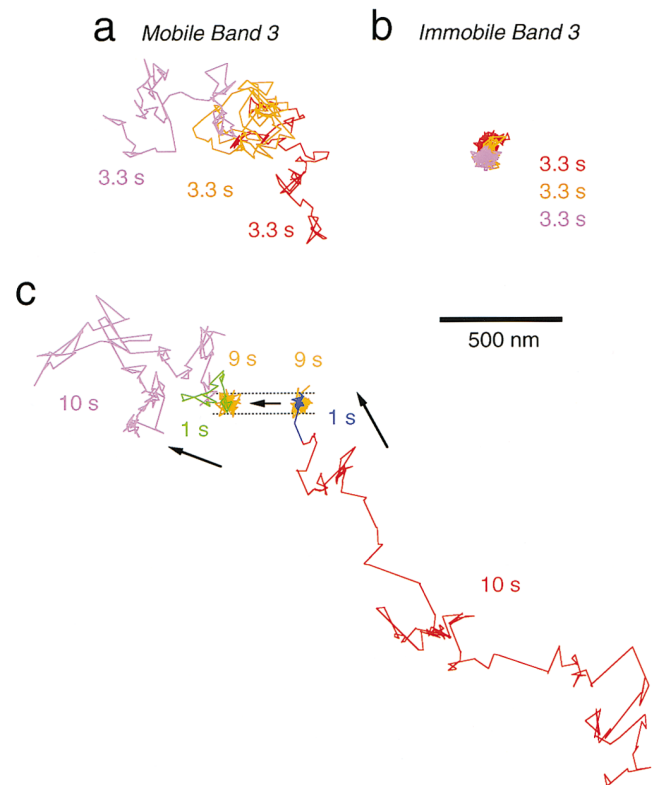 a Mobile Band 3
b Immobile Band 3
3.3 s
3.3 s
3.3 s
3.3 s
3.3 s
3.3 s
c
500 nm
9 s
9 s
10 s
1 s
1 s
10 s